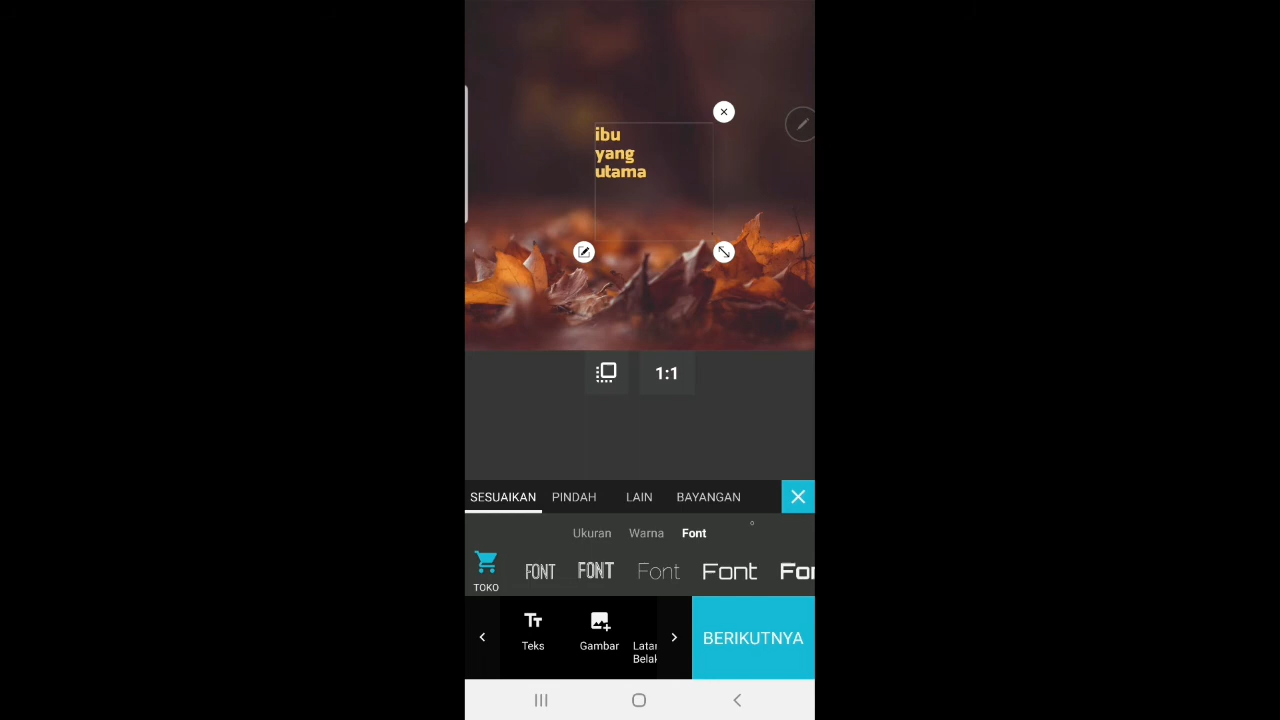 ibu
yang
utama
1:1
SESUAIKAN PINDAH LAIN BAYANGAN
Ukuran Warna Font
TOKO FONT FONT Font Font
Teks Gambar
BERIKUTNYA